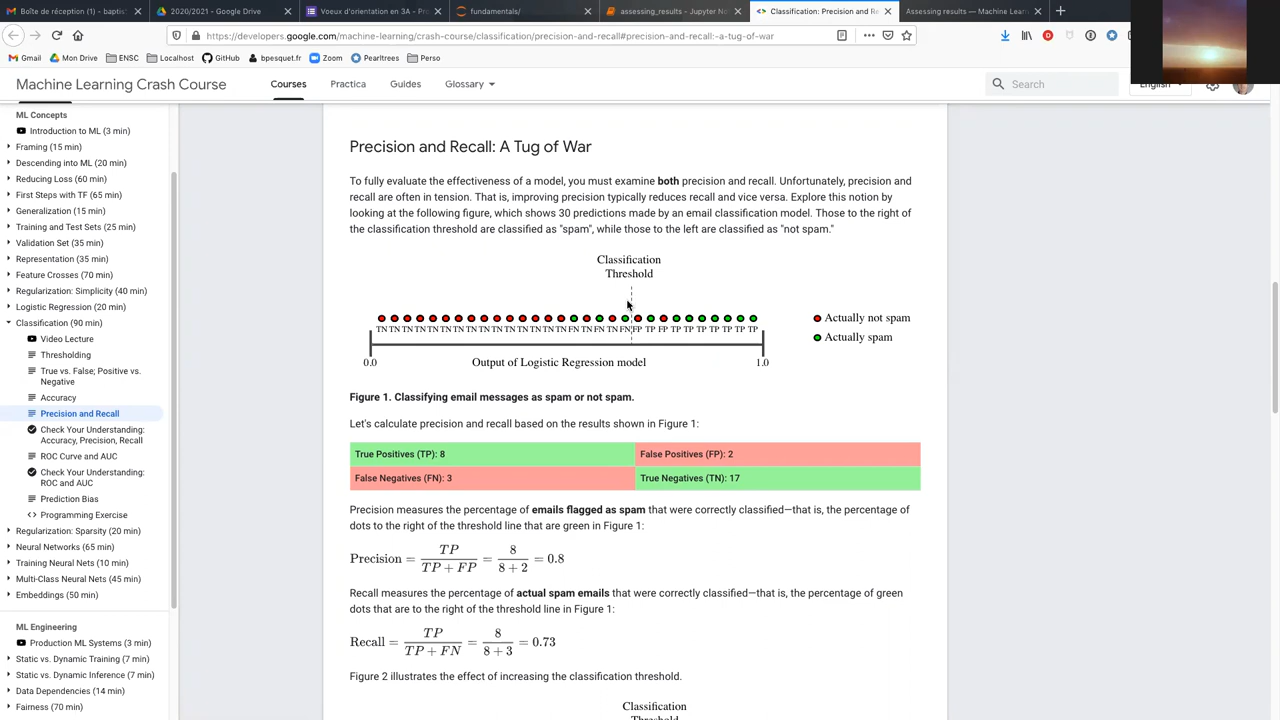 Boîte de réception (1) – baptis
2020/2021 – Google Drive
Voeux d'orientation en 3A - Pr
fundamentals/
assessing_results – Jupyter Not
Classification: Precision and Re
Assessing results — Machine Lear
https://developers.google.com/machine-learning/crash-course/classification/precision-and-recall#precision-and-recall:-a-tug-of-war
Gmail Mon Drive ENSC Localhost GitHub bpesquet.fr Zoom Pearltrees Perso
Machine Learning Crash Course
Courses Practica Guides Glossary
Search
English
ML Concepts
Introduction to ML (3 min)
Framing (15 min)
Descending into ML (20 min)
Reducing Loss (60 min)
First Steps with TF (65 min)
Generalization (15 min)
Training and Test Sets (25 min)
Validation Set (35 min)
Representation (35 min)
Feature Crosses (70 min)
Regularization: Simplicity (40 min)
Logistic Regression (20 min)
Classification (90 min)
Video Lecture
Thresholding
True vs. False; Positive vs.
Negative
Accuracy
Precision and Recall
Check Your Understanding:
Accuracy, Precision, Recall
ROC Curve and AUC
Check Your Understanding:
ROC and AUC
Prediction Bias
Programming Exercise
Regularization: Sparsity (20 min)
Neural Networks (65 min)
Training Neural Nets (10 min)
Multi-Class Neural Nets (45 min)
Embeddings (50 min)
ML Engineering
Production ML Systems (3 min)
Static vs. Dynamic Training (7 min)
Static vs. Dynamic Inference (7 min)
Data Dependencies (14 min)
Fairness (70 min)
Precision and Recall: A Tug of War
To fully evaluate the effectiveness of a model, you must examine both precision and recall. Unfortunately, precision and
recall are often in tension. That is, improving precision typically reduces recall and vice versa. Explore this notion by
looking at the following figure, which shows 30 predictions made by an email classification model. Those to the right of
the classification threshold are classified as "spam", while those to the left are classified as "not spam."
Classification
Threshold
TN TN TN TN TN TN TN TN TN TN TN TN TN TN TN FN TN FN TN FN FP TP FP TP TP TP TP TP TP TP
Actually not spam
Actually spam
0.0 Output of Logistic Regression model 1.0
Figure 1. Classifying email messages as spam or not spam.
Let's calculate precision and recall based on the results shown in Figure 1:
True Positives (TP): 8 False Positives (FP): 2
False Negatives (FN): 3 True Negatives (TN): 17
Precision measures the percentage of emails flagged as spam that were correctly classified—that is, the percentage of
dots to the right of the threshold line that are green in Figure 1:
Precision = TP / (TP + FP) = 8 / (8 + 2) = 0.8
Recall measures the percentage of actual spam emails that were correctly classified—that is, the percentage of green
dots that are to the right of the threshold line in Figure 1:
Recall = TP / (TP + FN) = 8 / (8 + 3) = 0.73
Figure 2 illustrates the effect of increasing the classification threshold.
Classification
Threshold